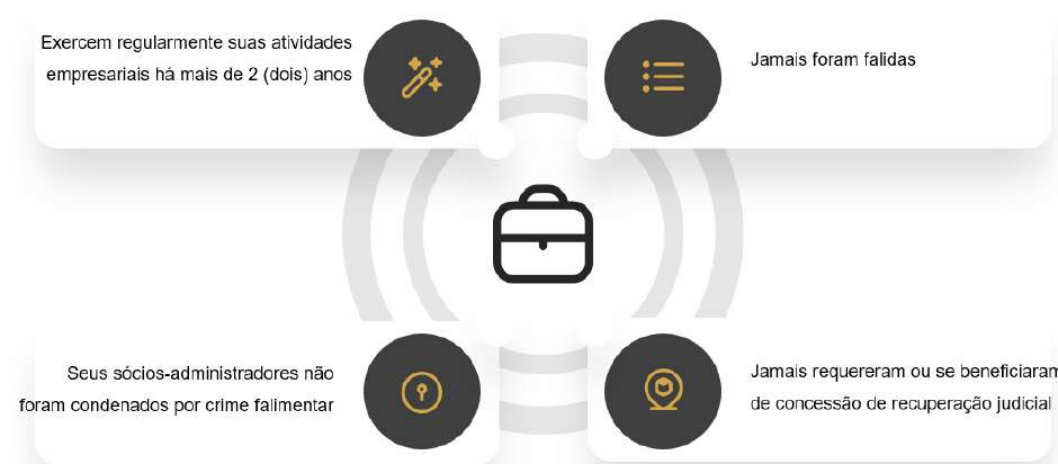 Exercem regularmente suas atividades
empresariais há mais de 2 (dois) anos
Jamais foram falidas
Seus sócios-administradores não
foram condenados por crime falimentar
Jamais requereram ou se beneficiaram
de concessão de recuperação judicial